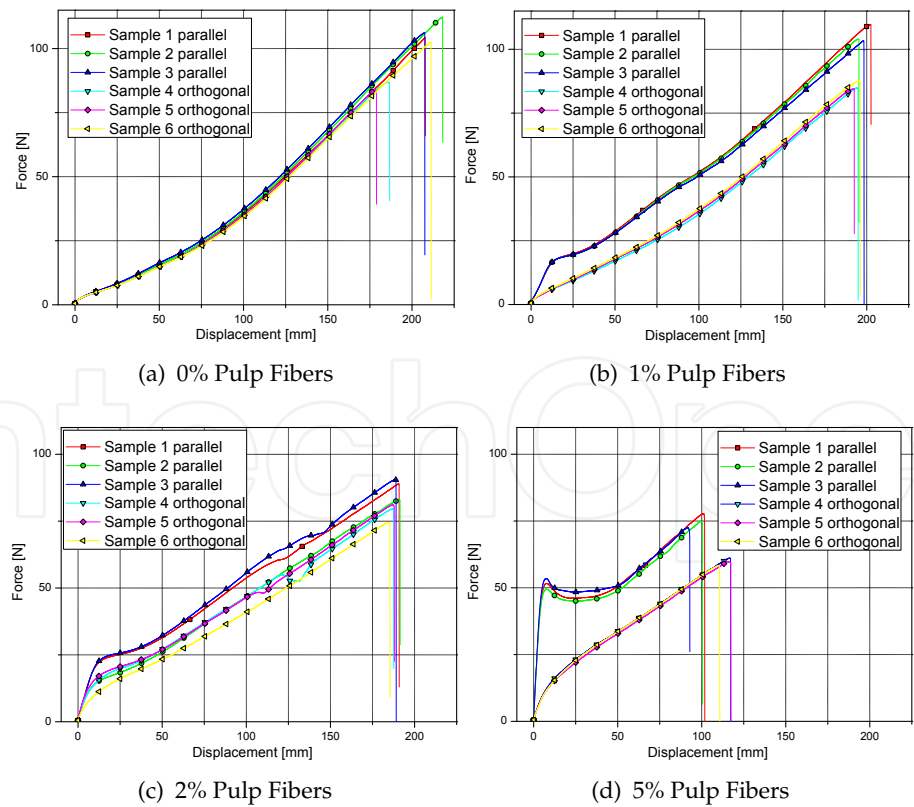 Sample 1 parallel
Sample 2 parallel
Sample 3 parallel
Sample 4 orthogonal
Sample 5 orthogonal
Sample 6 orthogonal
100
50
0
Force [N]
0 50 100 150 200
Displacement [mm]
(a) 0% Pulp Fibers
Sample 1 parallel
Sample 2 parallel
Sample 3 parallel
Sample 4 orthogonal
Sample 5 orthogonal
Sample 6 orthogonal
100
50
0
Force [N]
0 50 100 150 200
Displacement [mm]
(b) 1% Pulp Fibers
ntechOpe
Sample 1 parallel
Sample 2 parallel
Sample 3 parallel
Sample 4 orthogonal
Sample 5 orthogonal
Sample 6 orthogonal
100
50
0
Force [N]
0 50 100 150 200
Displacement [mm]
(c) 2% Pulp Fibers
Sample 1 parallel
Sample 2 parallel
Sample 3 parallel
Sample 4 orthogonal
Sample 5 orthogonal
Sample 6 orthogonal
100
50
0
Force [N]
0 50 100 150 200
Displacement [mm]
(d) 5% Pulp Fibers